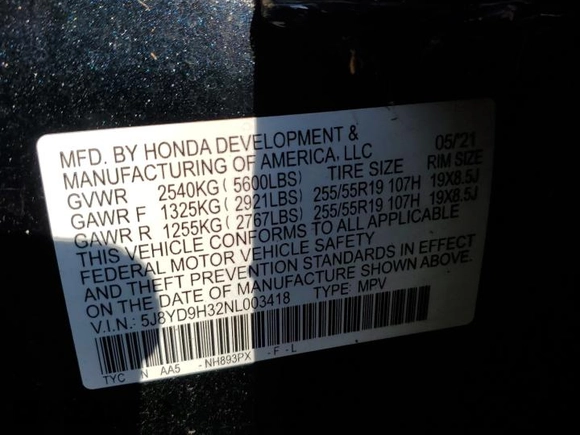 MFD. BY HONDA DEVELOPMENT &
MANUFACTURING OF AMERICA, LLC 05/'21
GVWR 2540KG (5600LBS) TIRE SIZE RIM SIZE
GAWR F 1325KG (2921LBS) 255/55R19 107H 19X8.5J
GAWR R 1255KG (2767LBS) 255/55R19 107H 19X8.5J
THIS VEHICLE CONFORMS TO ALL APPLICABLE
FEDERAL MOTOR VEHICLE SAFETY
AND THEFT PREVENTION STANDARDS IN EFFECT
ON THE DATE OF MANUFACTURE SHOWN ABOVE.
V.I.N.: 5J8YD9H32NL003418 TYPE: MPV
TYC N AA5 - NH893PX - F - L